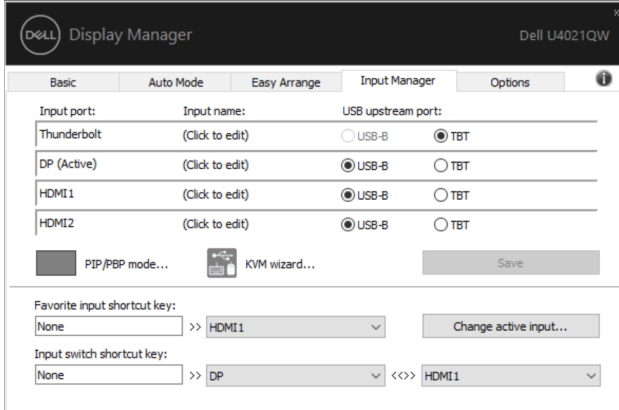 DELL Display Manager Dell U4021QW x
Basic Auto Mode Easy Arrange Input Manager Options i
Input port: Input name: USB upstream port:
Thunderbolt (Click to edit) USB-B TBT
DP (Active) (Click to edit) USB-B TBT
HDMI1 (Click to edit) USB-B TBT
HDMI2 (Click to edit) USB-B TBT
PIP/PBP mode... KVM wizard... Save
Favorite input shortcut key:
None >> HDMI1 Change active input...
Input switch shortcut key:
None >> DP <<>> HDMI1